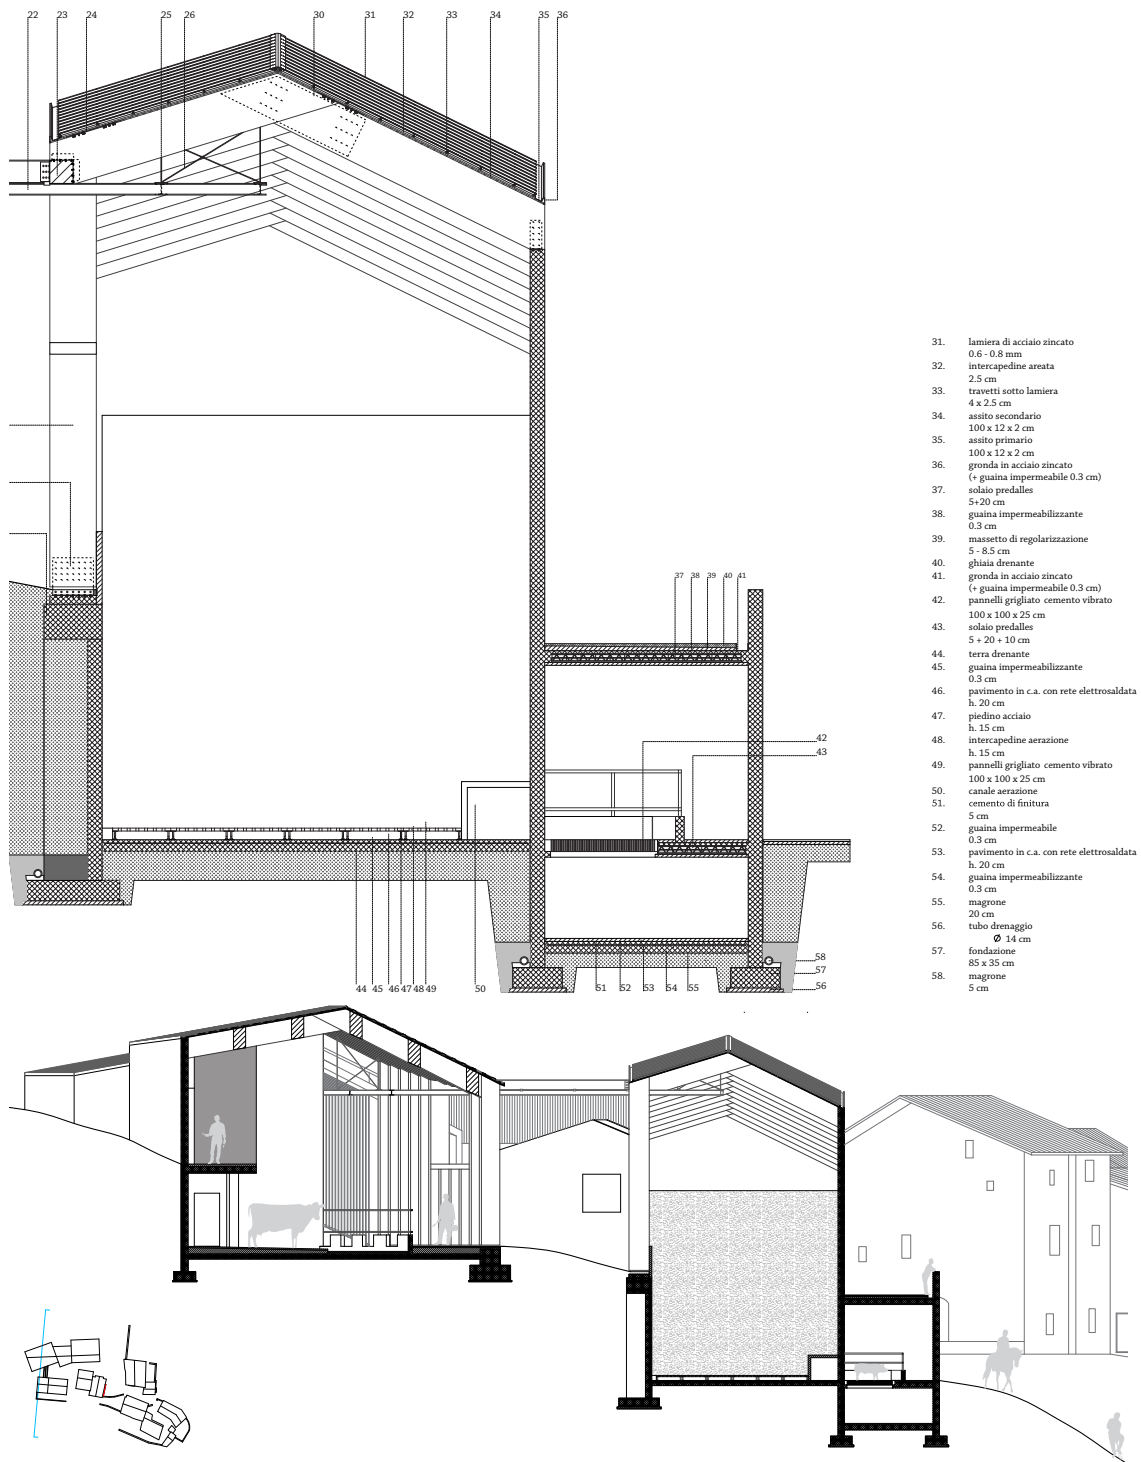 22 23 24 25 26 30 31 32 33 34 35 36
31. lamiera di acciaio zincato
0.6 - 0.8 mm
32. intercapedine areata
2.5 cm
33. travetti sotto lamiera
4 x 2.5 cm
34. assito secondario
100 x 12 x 2 cm
35. assito primario
100 x 12 x 2 cm
36. gronda in acciaio zincato
(+ guaina impermeabile 0.3 cm)
37. solaio predalles
5+20 cm
38. guaina impermeabilizzante
0.3 cm
39. massetto di regolarizzazione
5 - 8.5 cm
40. ghiaia drenante
41. gronda in acciaio zincato
(+ guaina impermeabile 0.3 cm)
42. pannelli grigliato cemento vibrato
100 x 100 x 25 cm
43. solaio predalles
5 + 20 + 10 cm
44. terra drenante
45. guaina impermeabilizzante
0.3 cm
46. pavimento in c.a. con rete elettrosaldata
h. 20 cm
47. piedino acciaio
h. 15 cm
48. intercapedine aerazione
h. 15 cm
49. pannelli grigliato cemento vibrato
100 x 100 x 25 cm
50. canale aerazione
51. cemento di finitura
5 cm
52. guaina impermeabile
0.3 cm
53. pavimento in c.a. con rete elettrosaldata
h. 20 cm
54. guaina impermeabilizzante
0.3 cm
55. magrone
20 cm
56. tubo drenaggio
Ø 14 cm
57. fondazione
85 x 35 cm
58. magrone
5 cm
37 38 39 40 41
42
43
58
57
56
44 45 46 47 48 49 50 51 52 53 54 55